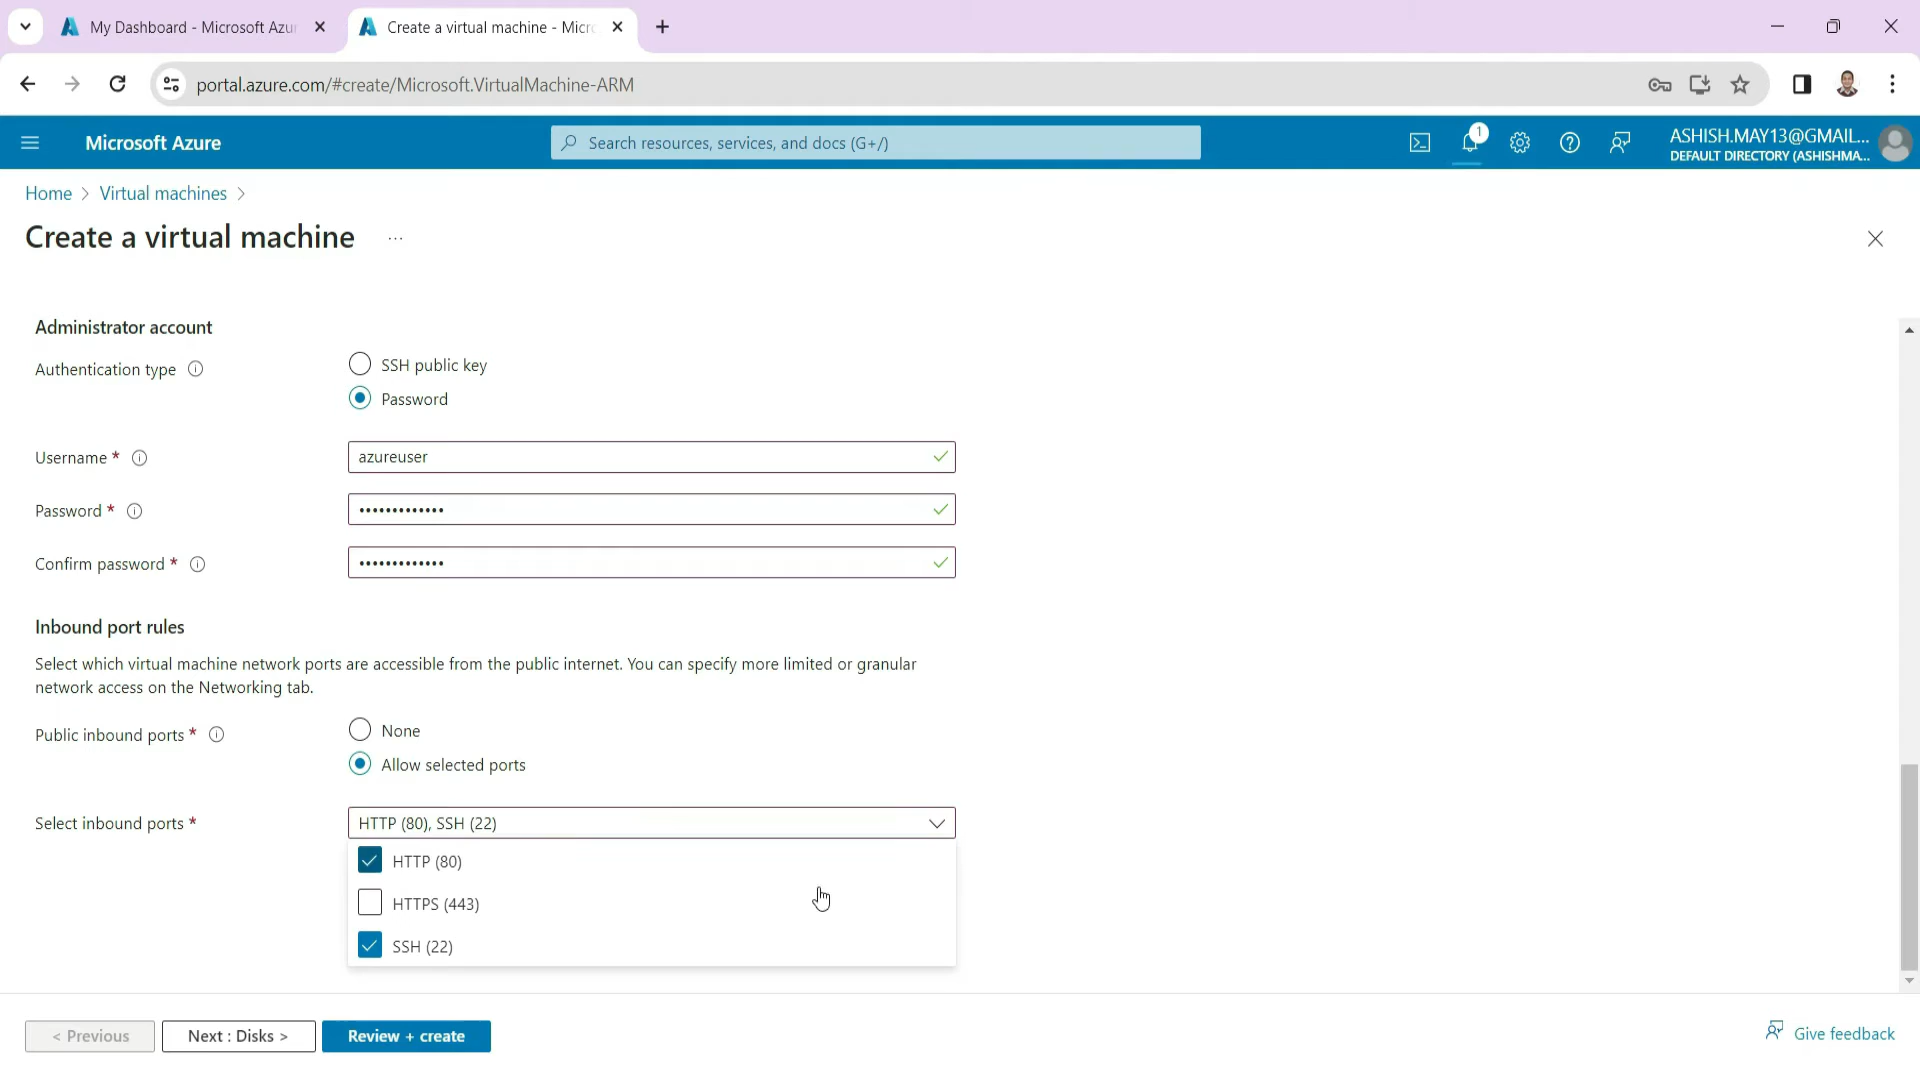 My Dashboard - Microsoft Azu
Create a virtual machine - Micr
portal.azure.com/#create/Microsoft.VirtualMachine-ARM
Microsoft Azure
Search resources, services, and docs (G+/)
1
ASHISH.MAY13@GMAIL...
DEFAULT DIRECTORY (ASHISHMA...
Home > Virtual machines >
Create a virtual machine ...
Administrator account
Authentication type
SSH public key
Password
Username *
azureuser
Password *
•••••••••••••
Confirm password *
•••••••••••••
Inbound port rules
Select which virtual machine network ports are accessible from the public internet. You can specify more limited or granular
network access on the Networking tab.
Public inbound ports *
None
Allow selected ports
Select inbound ports *
HTTP (80), SSH (22)
HTTP (80)
HTTPS (443)
SSH (22)
< Previous
Next : Disks >
Review + create
Give feedback